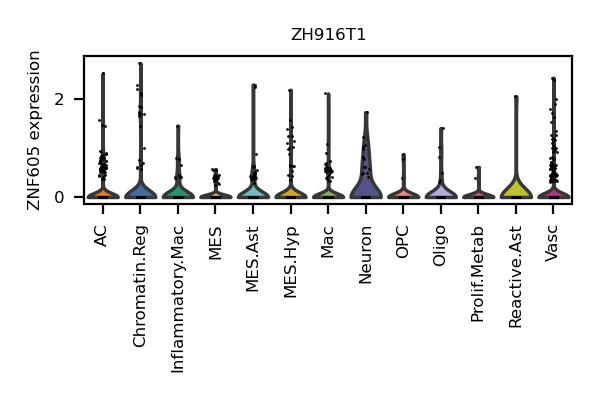 ZH916T1
ZNF605 expression
2
0
AC
Chromatin.Reg
Inflammatory.Mac
MES
MES.Ast
MES.Hyp
Mac
Neuron
OPC
Oligo
Prolif.Metab
Reactive.Ast
Vasc